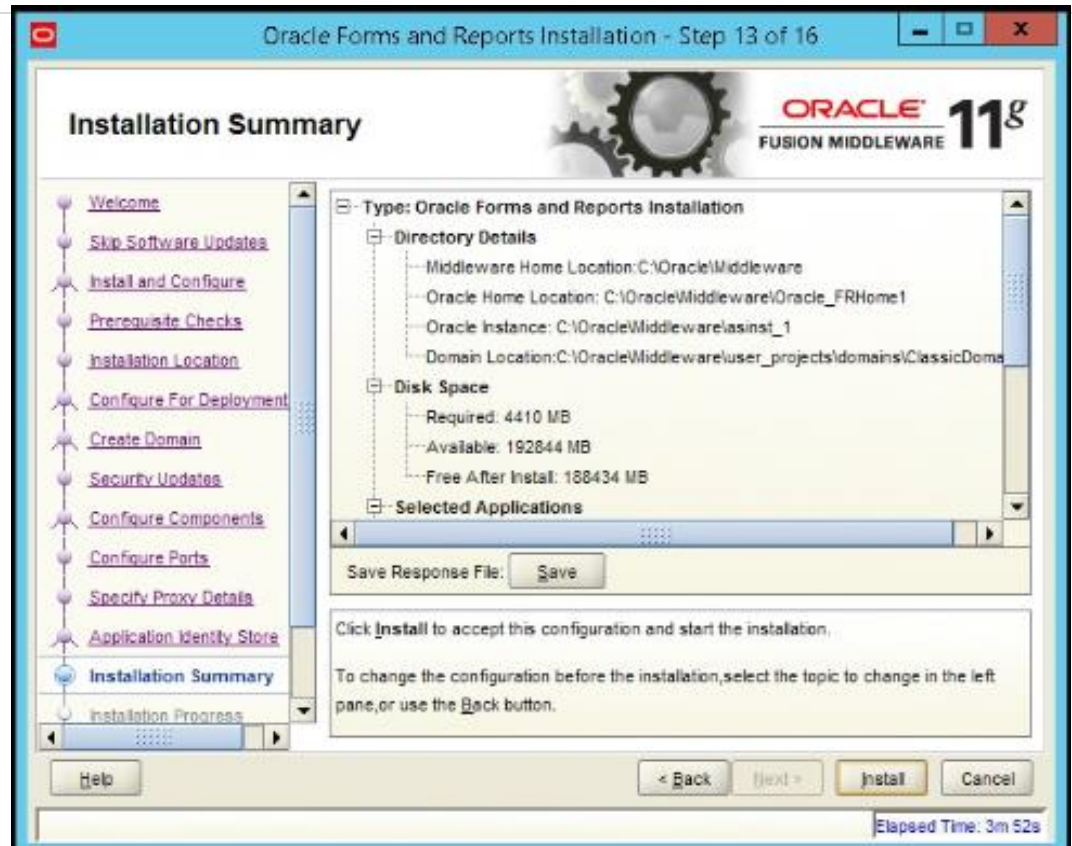 Oracle Forms and Reports Installation - Step 13 of 16
Installation Summary
ORACLE
FUSION MIDDLEWARE
11g
Welcome
Skip Software Updates
Install and Configure
Prerequisite Checks
Installation Location
Configure For Deployment
Create Domain
Security Updates
Configure Components
Configure Ports
Specify Proxy Details
Application Identity Store
Installation Summary
Installation Progress
Type: Oracle Forms and Reports Installation
Directory Details
Middleware Home Location:C:\Oracle\Middleware
Oracle Home Location: C:\Oracle\Middleware\Oracle_FRHome1
Oracle Instance: C:\Oracle\Middleware\asinst_1
Domain Location:C:\Oracle\Middleware\user_projects\domains\ClassicDoma
Disk Space
Required: 4410 MB
Available: 192844 MB
Free After Install: 188434 MB
Selected Applications
Save Response File: Save
Click Install to accept this configuration and start the installation.
To change the configuration before the installation,select the topic to change in the left
pane,or use the Back button.
Help < Back Next > Install Cancel
Elapsed Time: 3m 52s